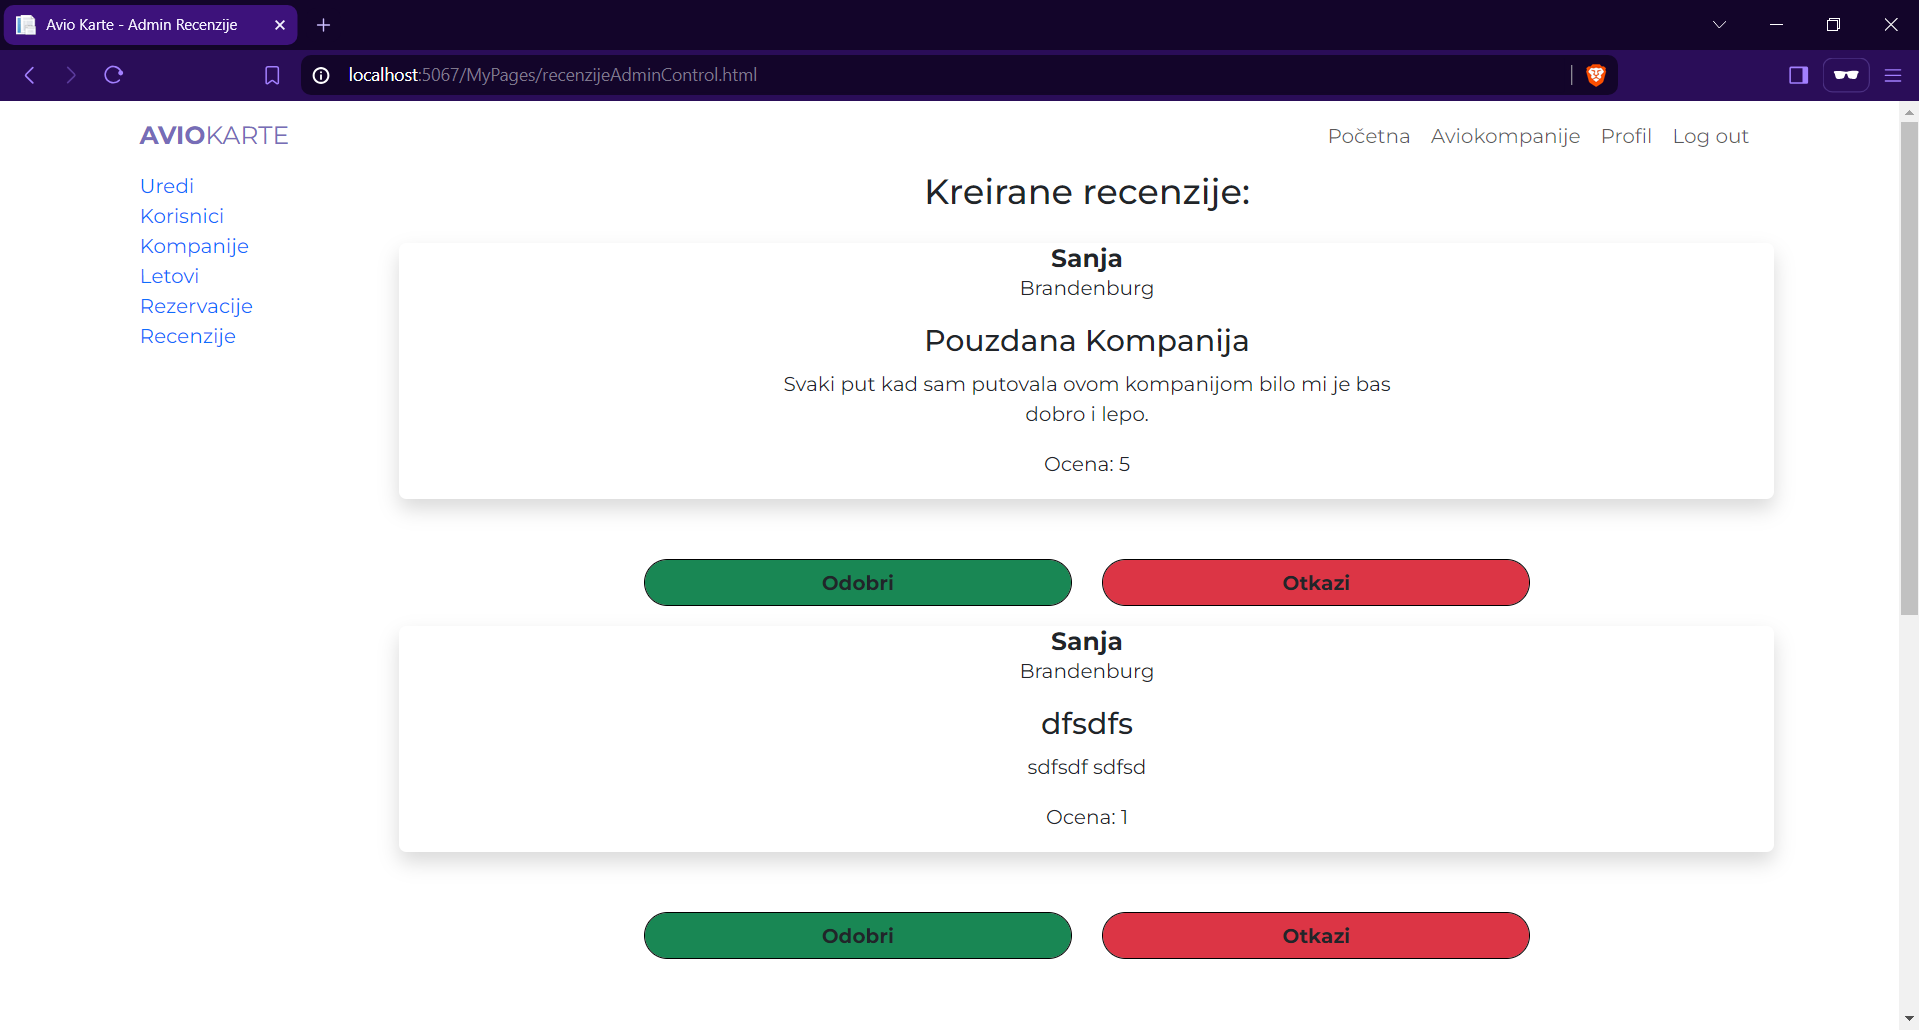 Avio Karte - Admin Recenzije
localhost:5067/MyPages/recenzijeAdminControl.html
AVIOKARTE
Početna Aviokompanije Profil Log out
Uredi
Korisnici
Kompanije
Letovi
Rezervacije
Recenzije
Kreirane recenzije:
Sanja
Brandenburg
Pouzdana Kompanija
Svaki put kad sam putovala ovom kompanijom bilo mi je bas
dobro i lepo.
Ocena: 5
Odobri Otkazi
Sanja
Brandenburg
dfsdfs
sdfsdf sdfsd
Ocena: 1
Odobri Otkazi